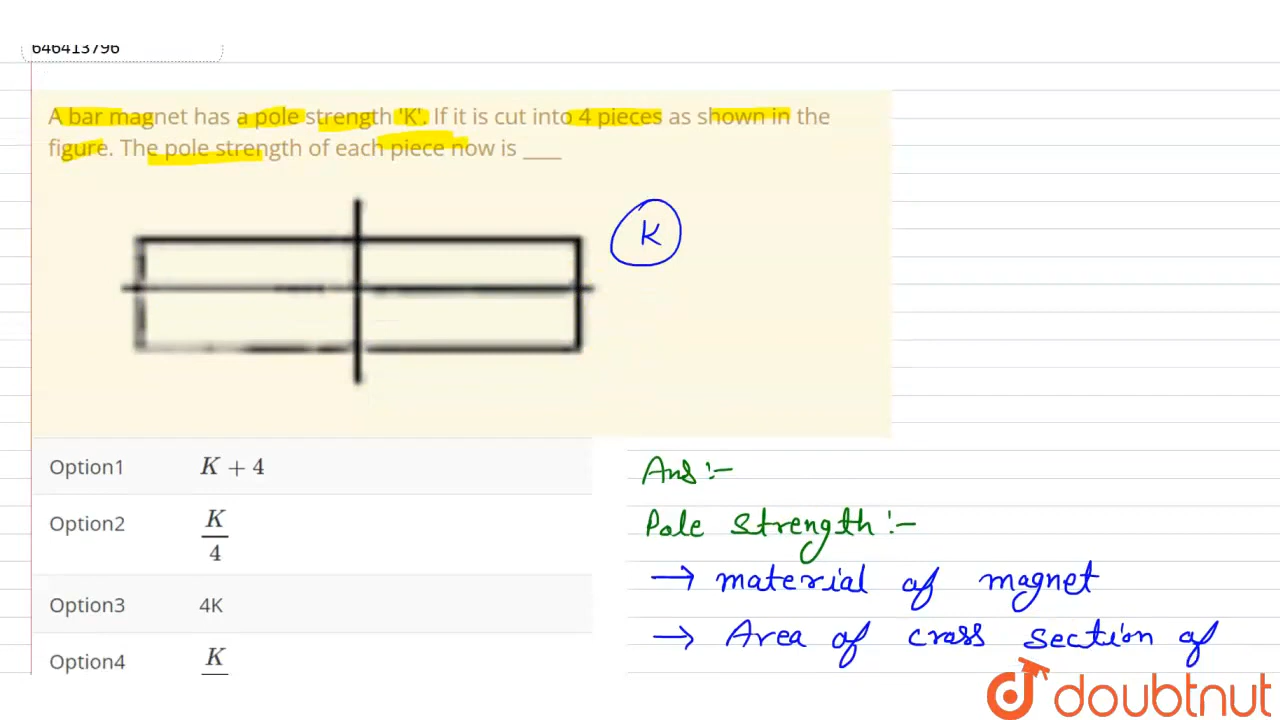 646413796
A bar magnet has a pole strength 'K'. If it is cut into 4 pieces as shown in the
figure. The pole strength of each piece now is ____
K
Option1 K + 4
Option2 K/4
Option3 4K
Option4 K
Ans :-
Pole Strength :-
→ material of magnet
→ Area of cross section of
doubtnut